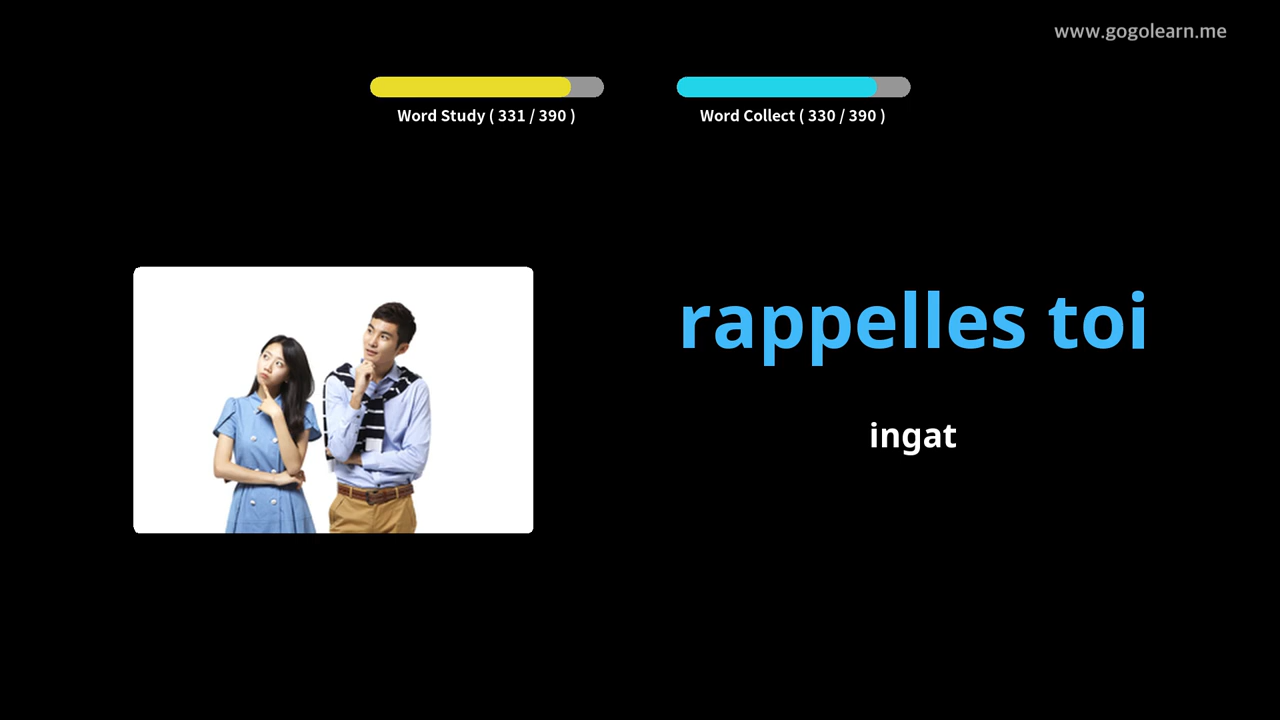 www.gogolearn.me
Word Study ( 331 / 390 )
Word Collect ( 330 / 390 )
rappelles toi
ingat